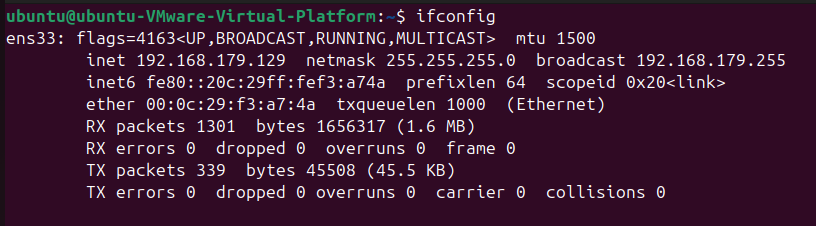 ubuntu@ubuntu-VMware-Virtual-Platform:~$ ifconfig
ens33: flags=4163<UP,BROADCAST,RUNNING,MULTICAST>  mtu 1500
        inet 192.168.179.129  netmask 255.255.255.0  broadcast 192.168.179.255
        inet6 fe80::20c:29ff:fef3:a74a  prefixlen 64  scopeid 0x20<link>
        ether 00:0c:29:f3:a7:4a  txqueuelen 1000  (Ethernet)
        RX packets 1301  bytes 1656317 (1.6 MB)
        RX errors 0  dropped 0  overruns 0  frame 0
        TX packets 339  bytes 45508 (45.5 KB)
        TX errors 0  dropped 0 overruns 0  carrier 0  collisions 0